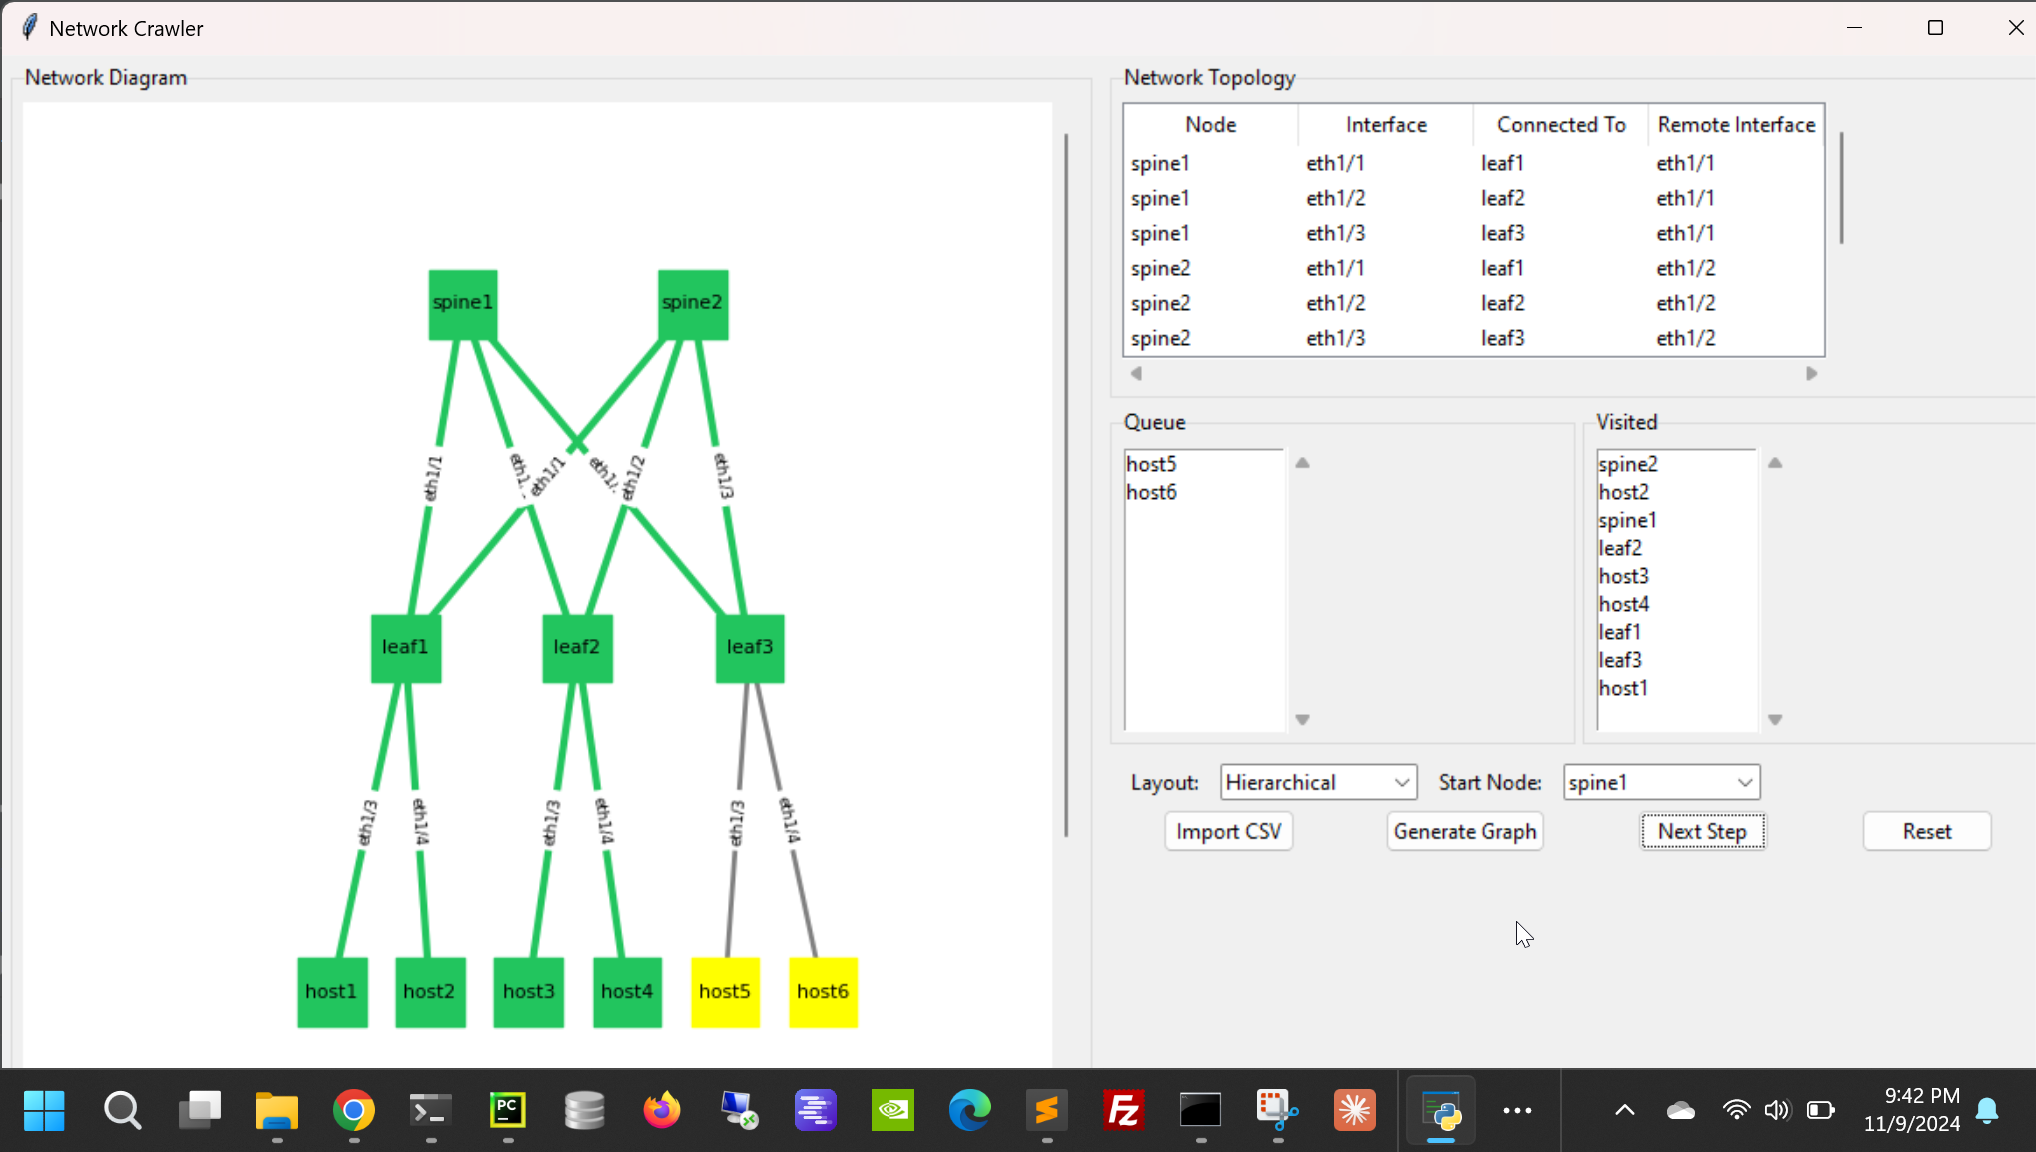 Network Crawler
Network Diagram
spine1 spine2
eth1/1 eth1/1 eth1/2 eth1/3
leaf1 leaf2 leaf3
eth1/3 eth1/4 eth1/3 eth1/4 eth1/3 eth1/4
host1 host2 host3 host4 host5 host6
Network Topology
Node Interface Connected To Remote Interface
spine1 eth1/1 leaf1 eth1/1
spine1 eth1/2 leaf2 eth1/1
spine1 eth1/3 leaf3 eth1/1
spine2 eth1/1 leaf1 eth1/2
spine2 eth1/2 leaf2 eth1/2
spine2 eth1/3 leaf3 eth1/2
Queue
host5
host6
Visited
spine2
host2
spine1
leaf2
host3
host4
leaf1
leaf3
host1
Layout: Hierarchical Start Node: spine1
Import CSV Generate Graph Next Step Reset
PC
FZ
9:42 PM
11/9/2024